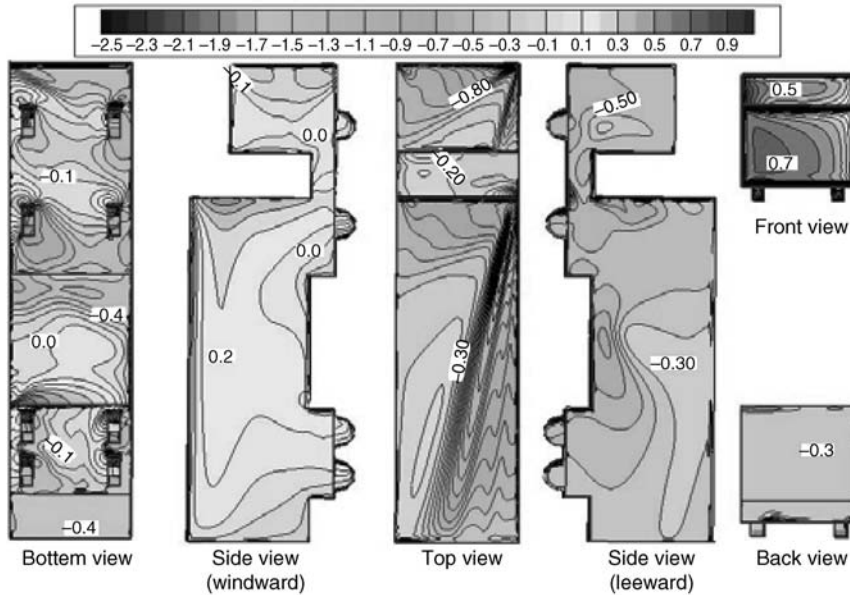 −2.5 −2.3 −2.1 −1.9 −1.7 −1.5 −1.3 −1.1 −0.9 −0.7 −0.5 −0.3 −0.1 0.1 0.3 0.5 0.7 0.9
−0.1
−0.4
0.0
−0.1
−0.4
Bottem view
−0.1
0.0
0.0
0.2
Side view
(windward)
−0.80
−0.20
−0.30
Top view
−0.50
−0.30
Side view
(leeward)
0.5
0.7
Front view
−0.3
Back view